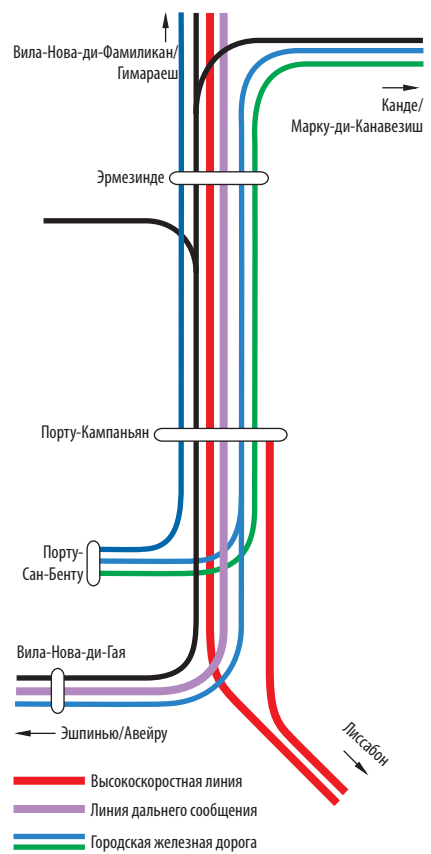 Вила-Нова-ди-Фамиликан/
Гимараеш
Канде/
Марку-ди-Канавезиш
Эрмезинде
Порту-Кампаньян
Порту-
Сан-Бенту
Вила-Нова-ди-Гая
Эшпинью/Авейру
Лиссабон
Высокоскоростная линия
Линия дальнего сообщения
Городская железная дорога